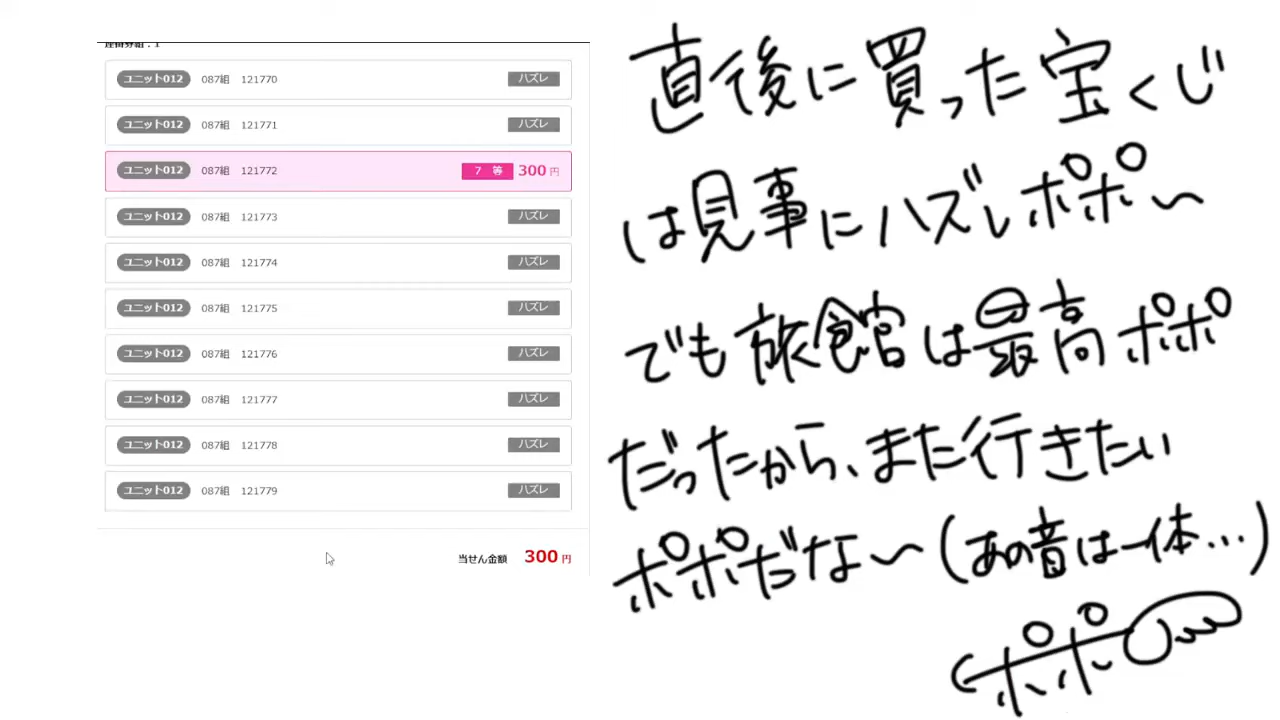 ユニット012 087組 121770 ハズレ
ユニット012 087組 121771 ハズレ
ユニット012 087組 121772 7 等 300円
ユニット012 087組 121773 ハズレ
ユニット012 087組 121774 ハズレ
ユニット012 087組 121775 ハズレ
ユニット012 087組 121776 ハズレ
ユニット012 087組 121777 ハズレ
ユニット012 087組 121778 ハズレ
ユニット012 087組 121779 ハズレ
当せん金額 300円
直後に買った宝くじ
は見事にハズレポポ〜
でも旅館は最高ポポ
だったから、また行きたい
ポポだな〜(あの音は一体…)
ポポ